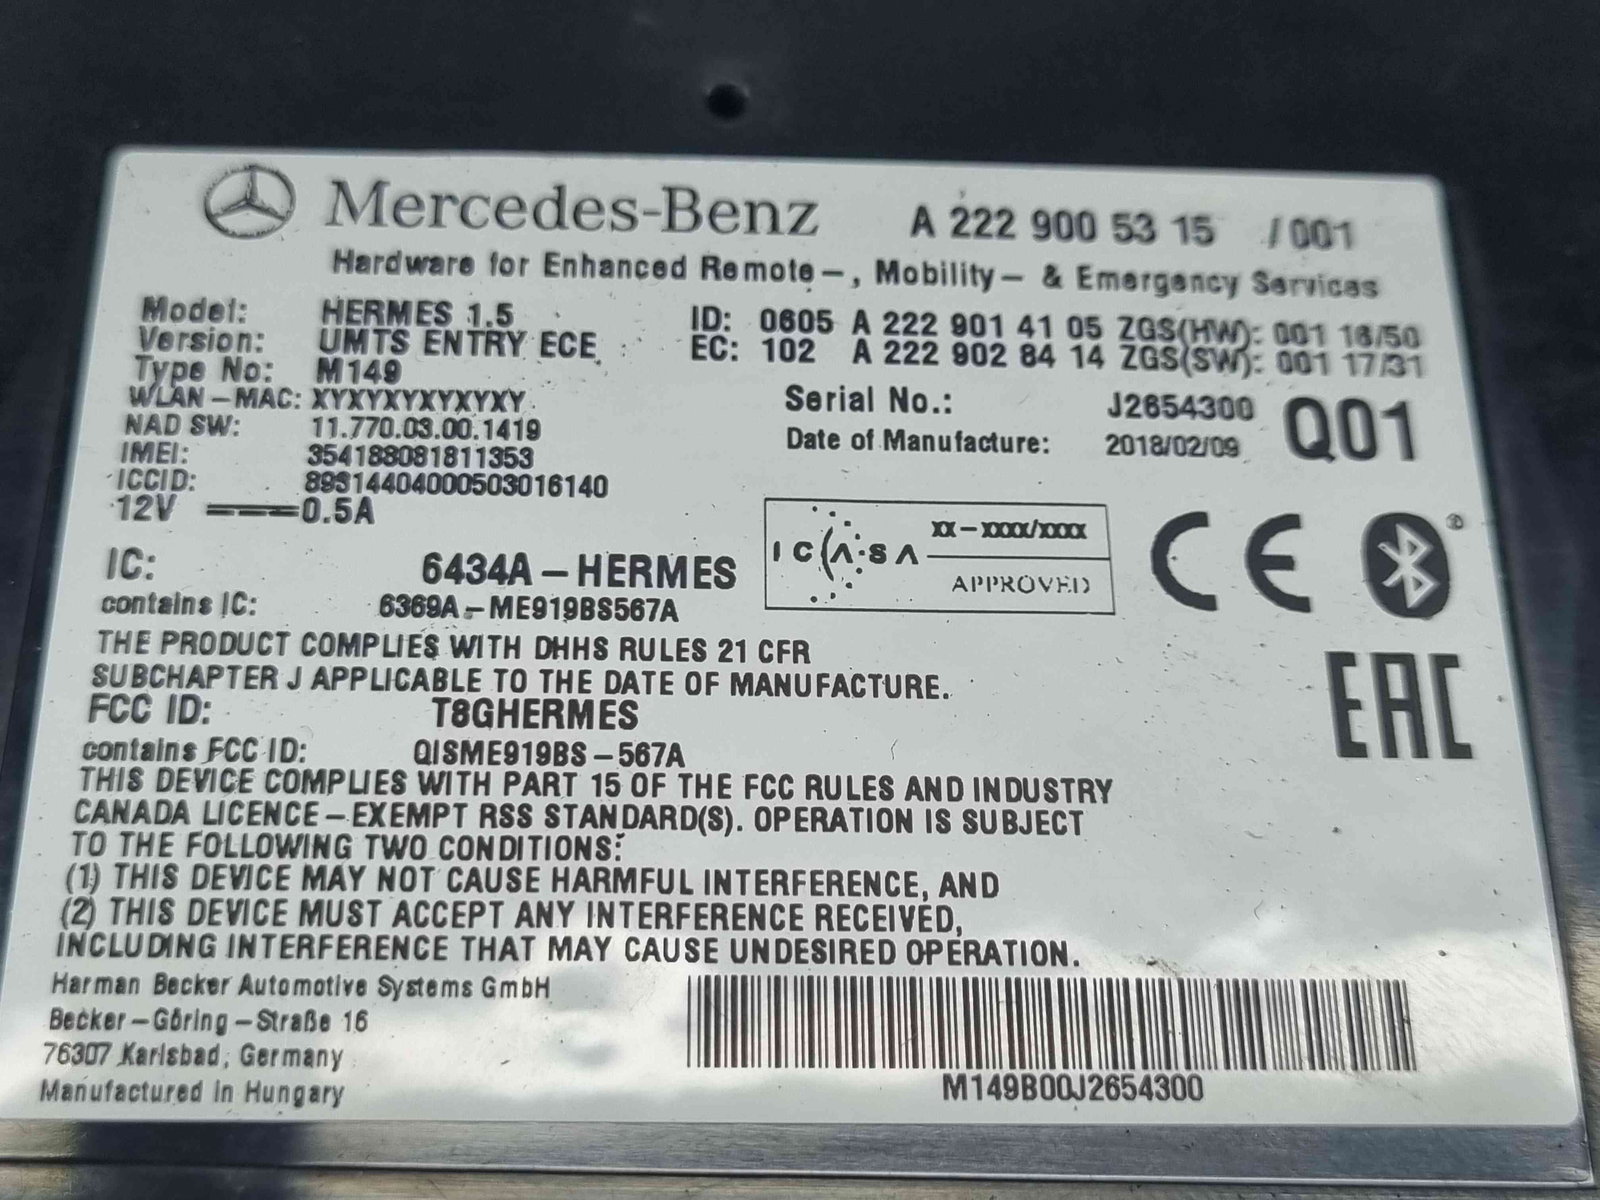 Mercedes-Benz A 222 900 53 15 /001
Hardware for Enhanced Remote-, Mobility- & Emergency Services
Model: HERMES 1.5 ID: 0605 A 222 901 41 05 ZGS(HW): 001 16/50
Version: UMTS ENTRY ECE EC: 102 A 222 902 84 14 ZGS(SW): 001 17/31
Type No: M149
WLAN-MAC: XYXYXYXYXYXY Serial No.: J2654300 Q01
NAD SW: 11.770.03.00.1419 Date of Manufacture: 2018/02/09
IMEI: 354188081811353
ICCID: 89314404000503016140
12V 0.5A
ICASA XX-XXXX/XXXX
APPROVED
CE
IC: 6434A-HERMES
contains IC: 6369A-ME919BS567A
THE PRODUCT COMPLIES WITH DHHS RULES 21 CFR
SUBCHAPTER J APPLICABLE TO THE DATE OF MANUFACTURE.
EAC
FCC ID: T8GHERMES
contains FCC ID: QISME919BS-567A
THIS DEVICE COMPLIES WITH PART 15 OF THE FCC RULES AND INDUSTRY
CANADA LICENCE-EXEMPT RSS STANDARD(S). OPERATION IS SUBJECT
TO THE FOLLOWING TWO CONDITIONS:
(1) THIS DEVICE MAY NOT CAUSE HARMFUL INTERFERENCE, AND
(2) THIS DEVICE MUST ACCEPT ANY INTERFERENCE RECEIVED,
INCLUDING INTERFERENCE THAT MAY CAUSE UNDESIRED OPERATION.
Harman Becker Automotive Systems GmbH
Becker-Göring-Straße 16
76307 Karlsbad, Germany
Manufactured in Hungary
M149B00J2654300